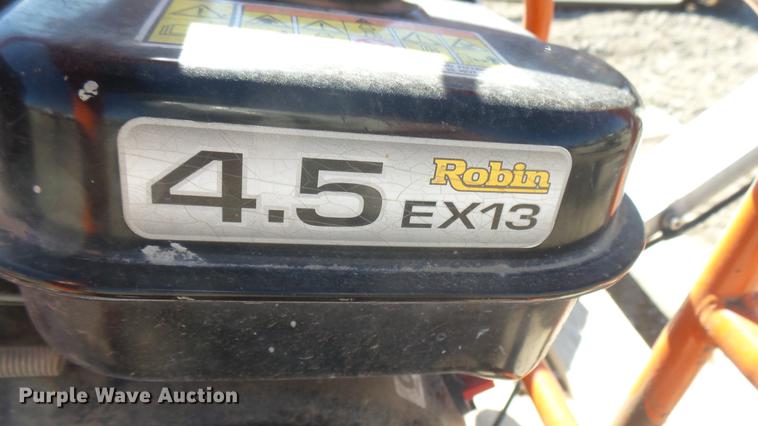 4.5 Robin
EX13
Purple Wave Auction